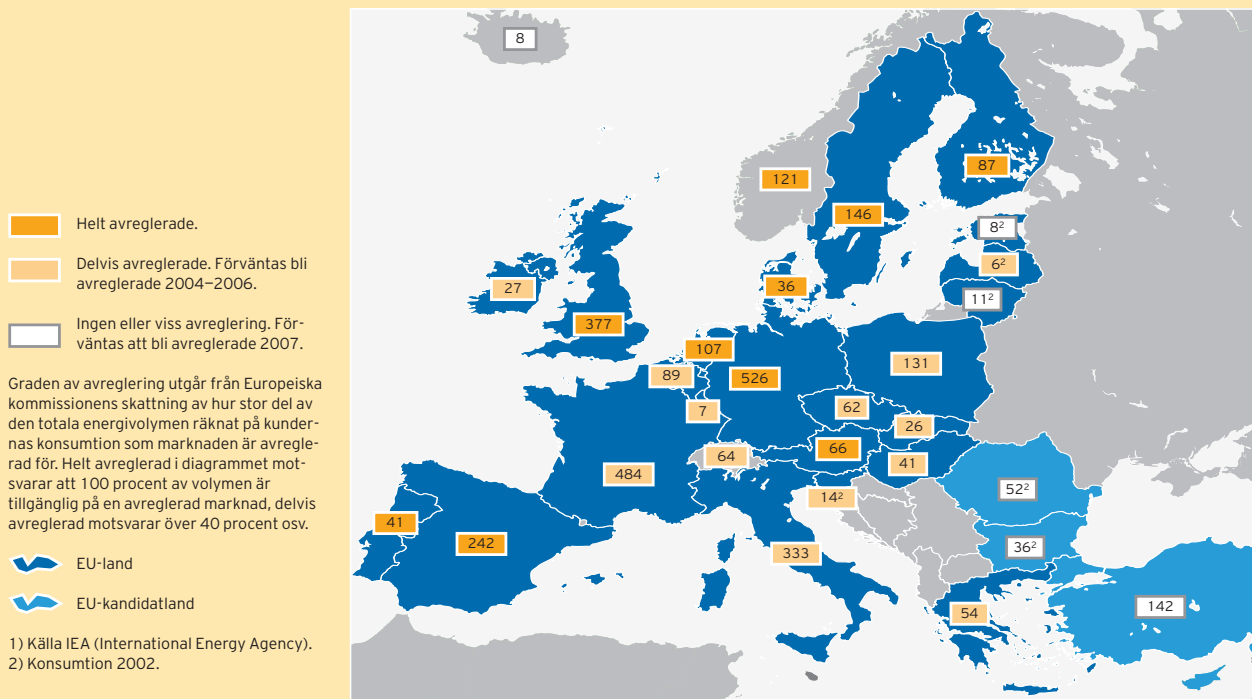 Helt avreglerade.
Delvis avreglerade. Förväntas bli
avreglerade 2004–2006.
Ingen eller viss avreglering. För-
väntas att bli avreglerade 2007.
Graden av avreglering utgår från Europeiska
kommissionens skattning av hur stor del av
den totala energivolymen räknat på kunder-
nas konsumtion som marknaden är avregle-
rad för. Helt avreglerad i diagrammet mot-
svarar att 100 procent av volymen är
tillgänglig på en avreglerad marknad, delvis
avreglerad motsvarar över 40 procent osv.
EU-land
EU-kandidatland
1) Källa IEA (International Energy Agency).
2) Konsumtion 2002.
8
87
121
146
8²
6²
27
36
11²
377
107
131
89
526
7
62
26
66
64
41
484
14²
52²
41
242
333
36²
54
142